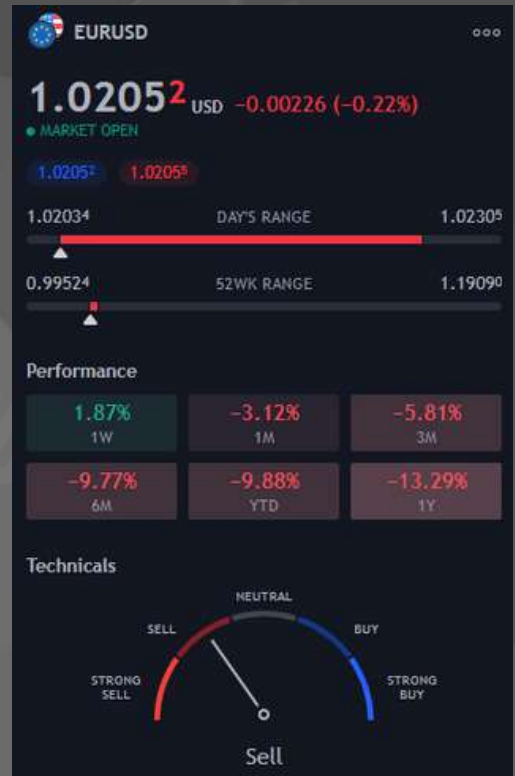 EURUSD
1.02052 USD −0.00226 (−0.22%)
MARKET OPEN
1.02052 1.02055
1.02034 DAY'S RANGE 1.02305
0.99524 52WK RANGE 1.19090
Performance
1.87% −3.12% −5.81%
1W 1M 3M
−9.77% −9.88% −13.29%
6M YTD 1Y
Technicals
NEUTRAL
SELL BUY
STRONG SELL STRONG BUY
Sell